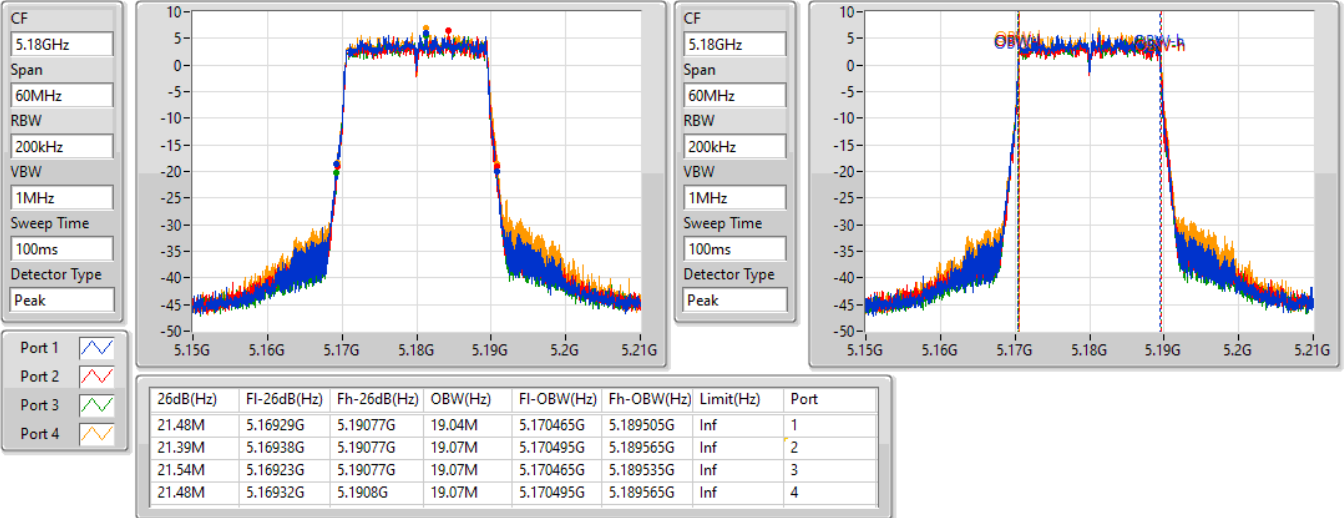 CF
5.18GHz
Span
60MHz
RBW
200kHz
VBW
1MHz
Sweep Time
100ms
Detector Type
Peak
10
5
0
-5
-10
-15
-20
-25
-30
-35
-40
-45
-50
5.15G 5.16G 5.17G 5.18G 5.19G 5.2G 5.21G
CF
5.18GHz
Span
60MHz
RBW
200kHz
VBW
1MHz
Sweep Time
100ms
Detector Type
Peak
10
5
0
-5
-10
-15
-20
-25
-30
-35
-40
-45
-50
5.15G 5.16G 5.17G 5.18G 5.19G 5.2G 5.21G
Port 1
Port 2
Port 3
Port 4
26dB(Hz) Fl-26dB(Hz) Fh-26dB(Hz) OBW(Hz) Fl-OBW(Hz) Fh-OBW(Hz) Limit(Hz) Port
21.48M 5.16929G 5.19077G 19.04M 5.170465G 5.189505G Inf 1
21.39M 5.16938G 5.19077G 19.07M 5.170495G 5.189565G Inf 2
21.54M 5.16923G 5.19077G 19.07M 5.170465G 5.189535G Inf 3
21.48M 5.16932G 5.1908G 19.07M 5.170495G 5.189565G Inf 4